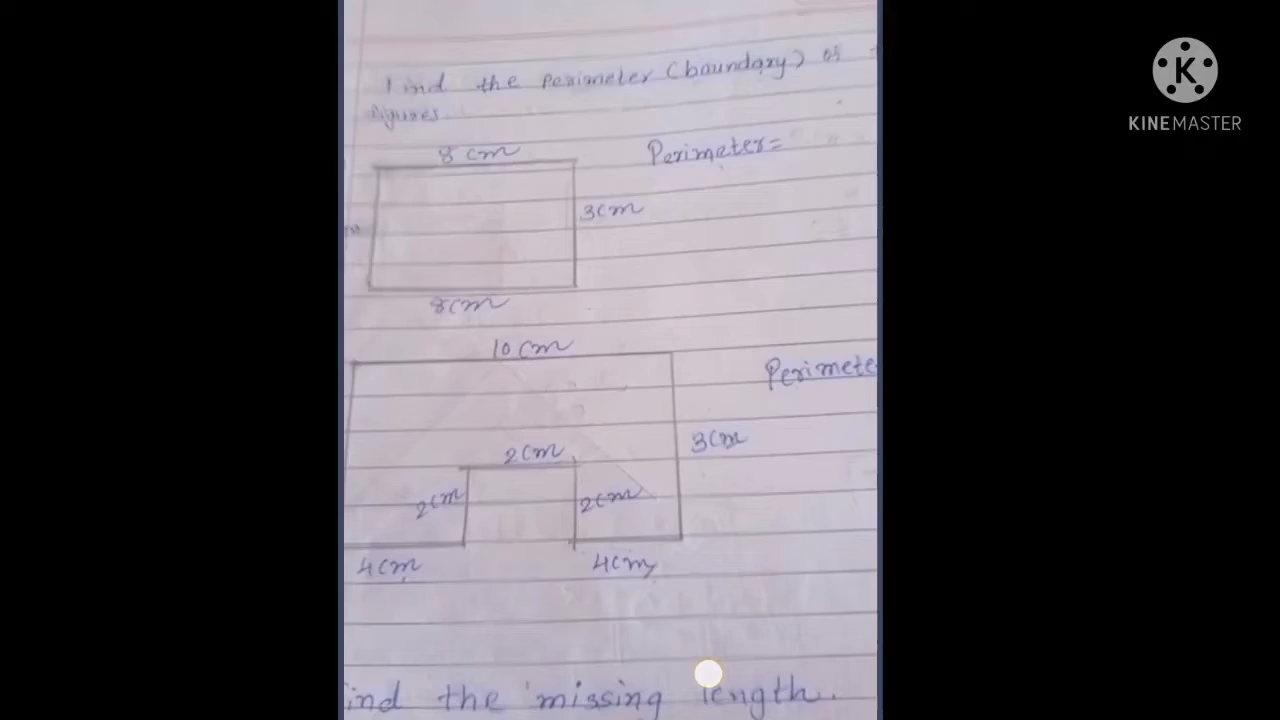 Find the Perimeter (boundary) of
figures.
8 cm
Perimeter=
3cm
8cm
10 cm
Perimete
3cm
2cm
2cm
2cm
4cm
4cm
ind the missing length.
KINEMASTER